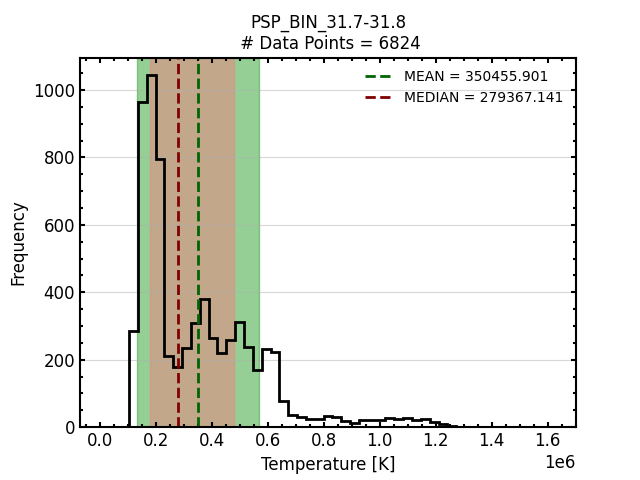 PSP_BIN_31.7-31.8
# Data Points = 6824
MEAN = 350455.901
MEDIAN = 279367.141
1000
800
600
400
200
0
Frequency
0.0 0.2 0.4 0.6 0.8 1.0 1.2 1.4 1.6
1e6
Temperature [K]